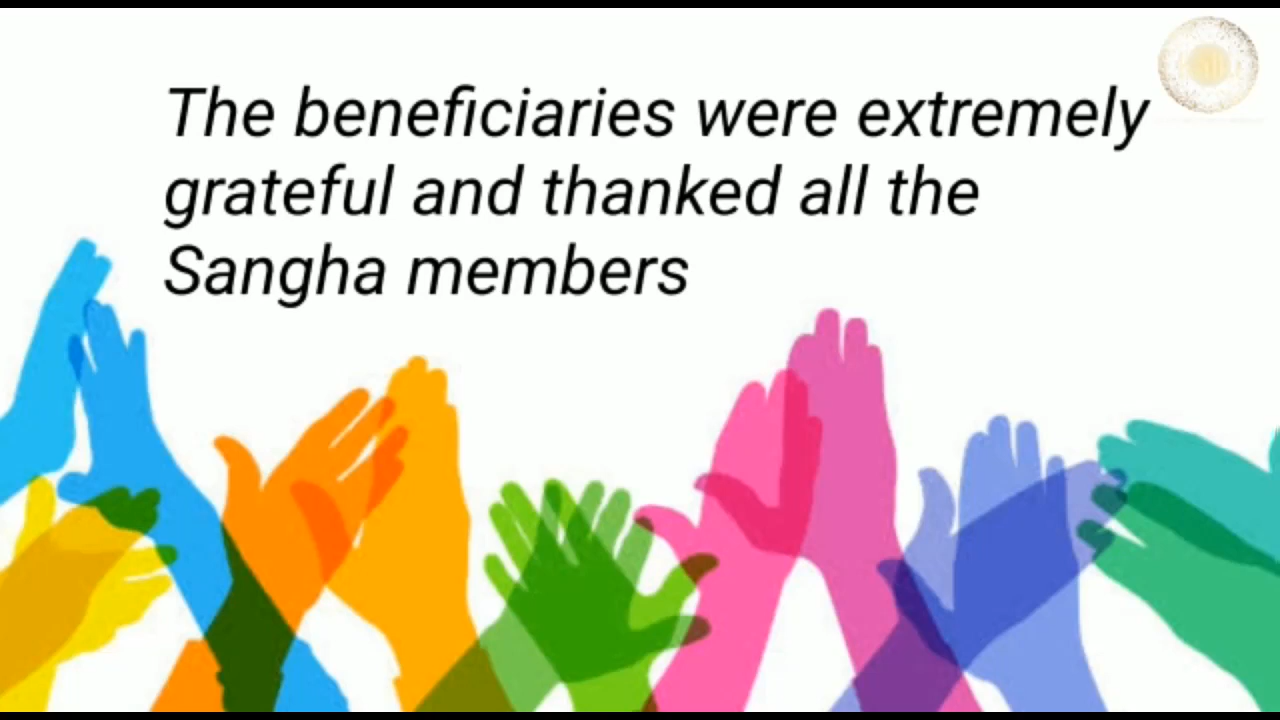 The beneficiaries were extremely
grateful and thanked all the
Sangha members